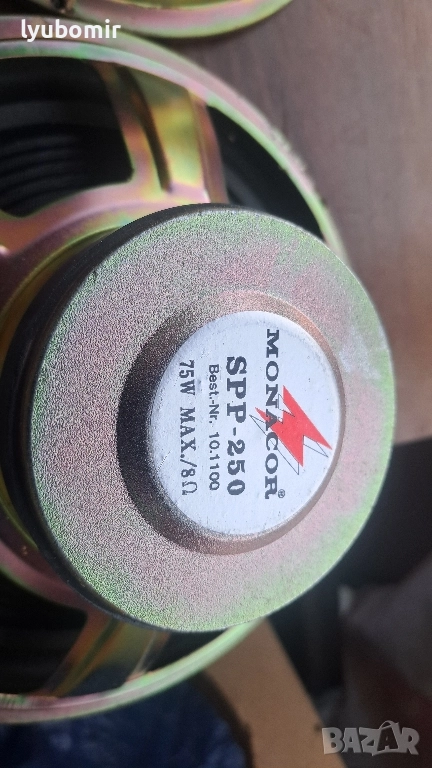 lyubomir
MONACOR®
SPP-250
Best.-Nr. 10.1100
75W MAX./8Ω
BAZAR